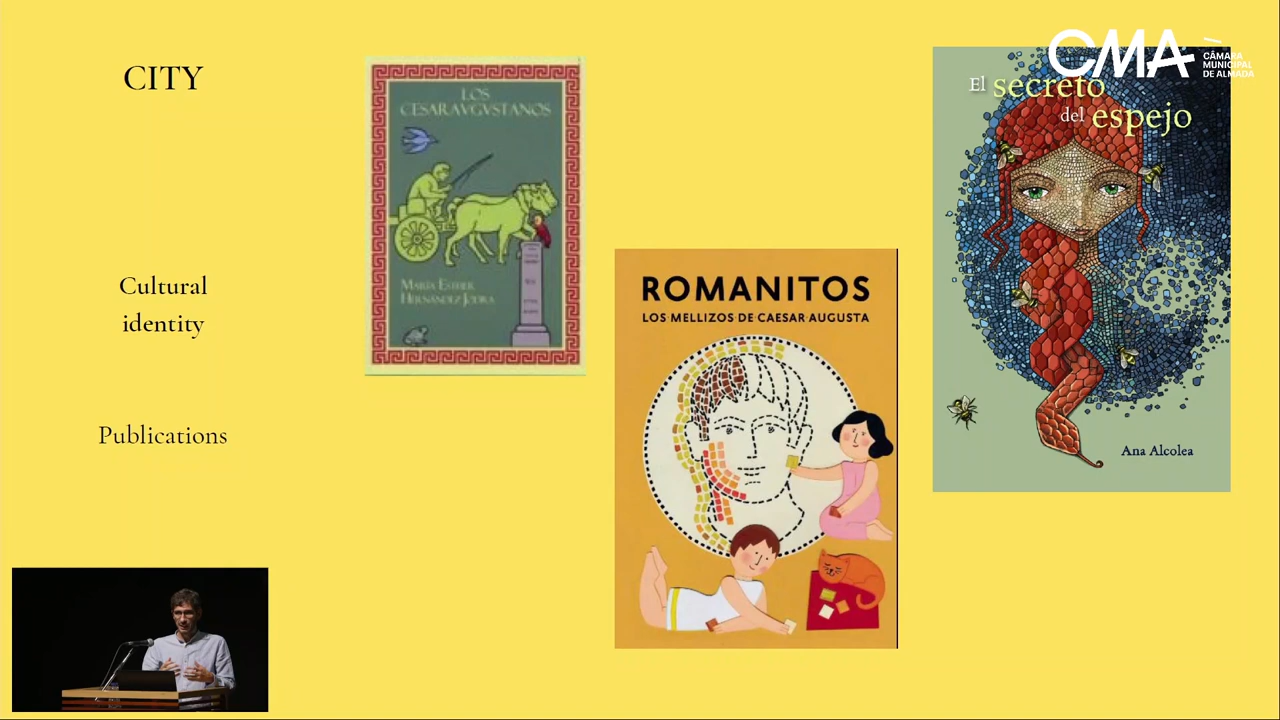 CITY
Cultural
identity
Publications
LOS
CESARAVGVSTANOS
MARÍA ESTHER
HERNÁNDEZ JODRA
ROMANITOS
LOS MELLIZOS DE CAESAR AUGUSTA
El secreto
del espejo
Ana Alcolea
CMA
CÂMARA
MUNICIPAL
DE ALMADA